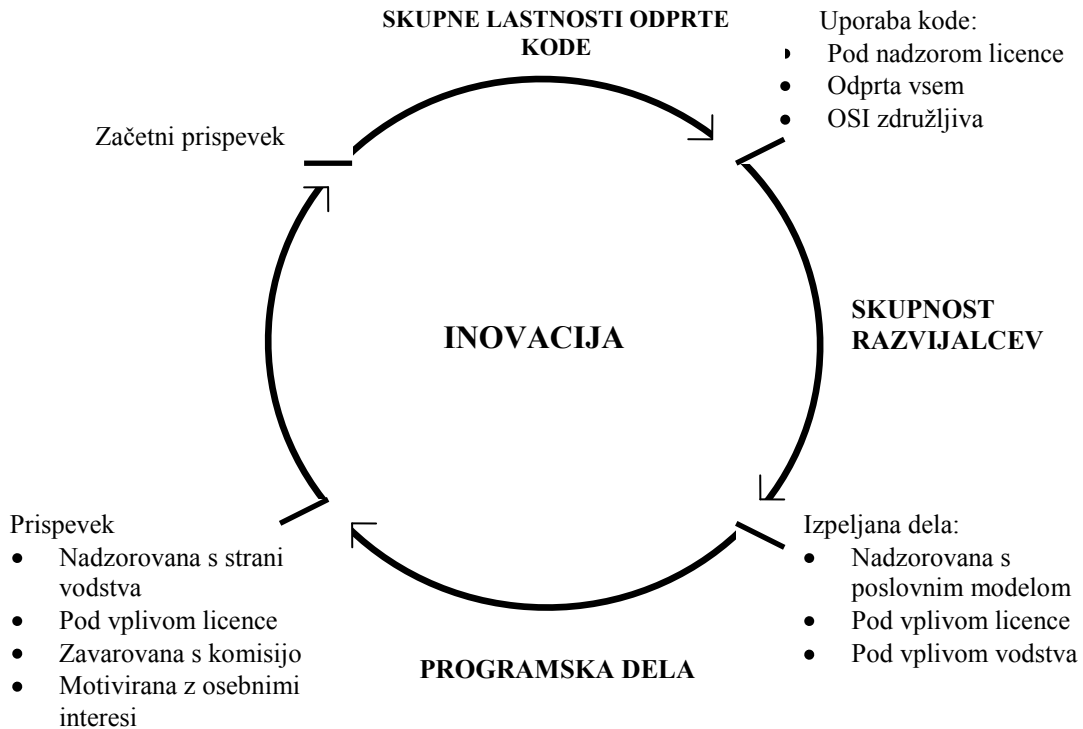 SKUPNE LASTNOSTI ODPRTE
KODE
Uporaba kode:
• Pod nadzorom licence
• Odprta vsem
• OSI združljiva
Začetni prispevek
INOVACIJA
SKUPNOST
RAZVIJALCEV
Prispevek
• Nadzorovana s strani
vodstva
• Pod vplivom licence
• Zavarovana s komisijo
• Motivirana z osebnimi
interesi
PROGRAMSKA DELA
Izpeljana dela:
• Nadzorovana s
poslovnim modelom
• Pod vplivom licence
• Pod vplivom vodstva